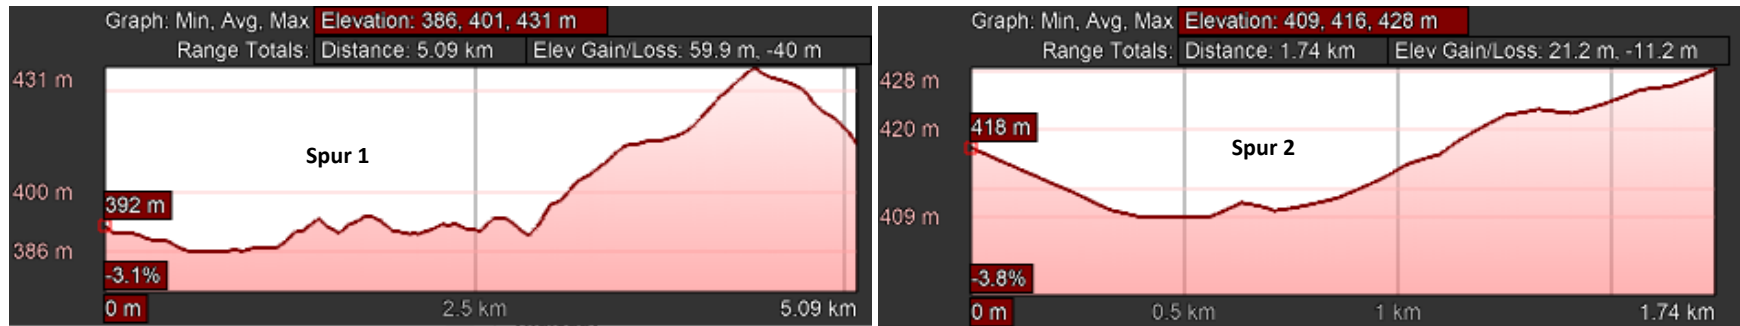 Graph: Min, Avg, Max Elevation: 386, 401, 431 m
Range Totals: Distance: 5.09 km Elev Gain/Loss: 59.9 m, -40 m
431 m
Spur 1
400 m
392 m
386 m
-3.1%
0 m 2.5 km 5.09 km
Graph: Min, Avg, Max Elevation: 409, 416, 428 m
Range Totals: Distance: 1.74 km Elev Gain/Loss: 21.2 m, -11.2 m
428 m
420 m
418 m
Spur 2
409 m
-3.8%
0 m 0.5 km 1 km 1.74 km